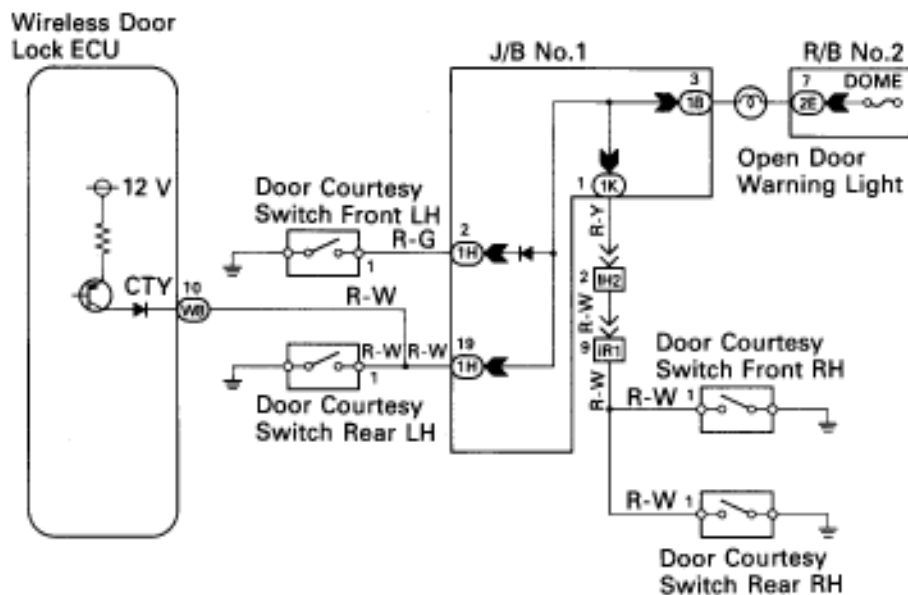 Wireless Door
Lock ECU
J/B No.1
R/B No.2
3
1B
7
2E
DOME
12 V
Door Courtesy
Switch Front LH
1
1K
Open Door
Warning Light
R-G
1
2
1H
R-Y
CTY
10
WB
R-W
2
IH2
R-W
R-W
R-W
19
1H
1
9
IR1
Door Courtesy
Switch Front RH
Door Courtesy
Switch Rear LH
R-W
R-W
1
R-W
1
Door Courtesy
Switch Rear RH